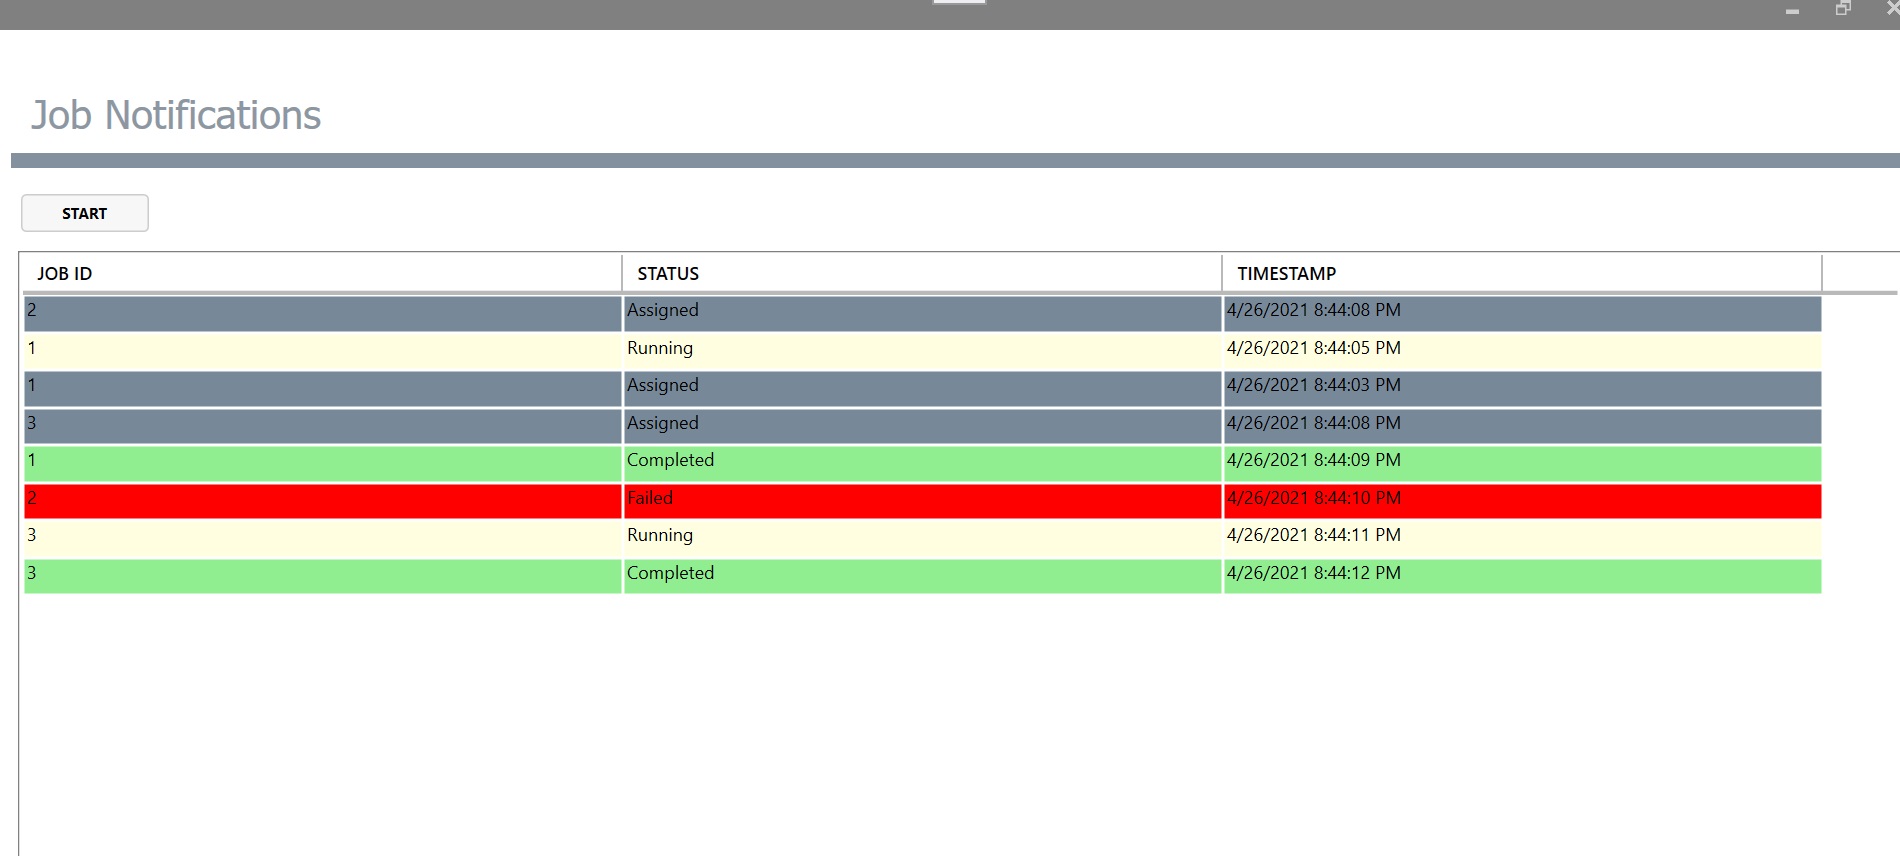 Job Notifications
START
JOB ID STATUS TIMESTAMP
2 Assigned 4/26/2021 8:44:08 PM
1 Running 4/26/2021 8:44:05 PM
1 Assigned 4/26/2021 8:44:03 PM
3 Assigned 4/26/2021 8:44:08 PM
1 Completed 4/26/2021 8:44:09 PM
2 Failed 4/26/2021 8:44:10 PM
3 Running 4/26/2021 8:44:11 PM
3 Completed 4/26/2021 8:44:12 PM